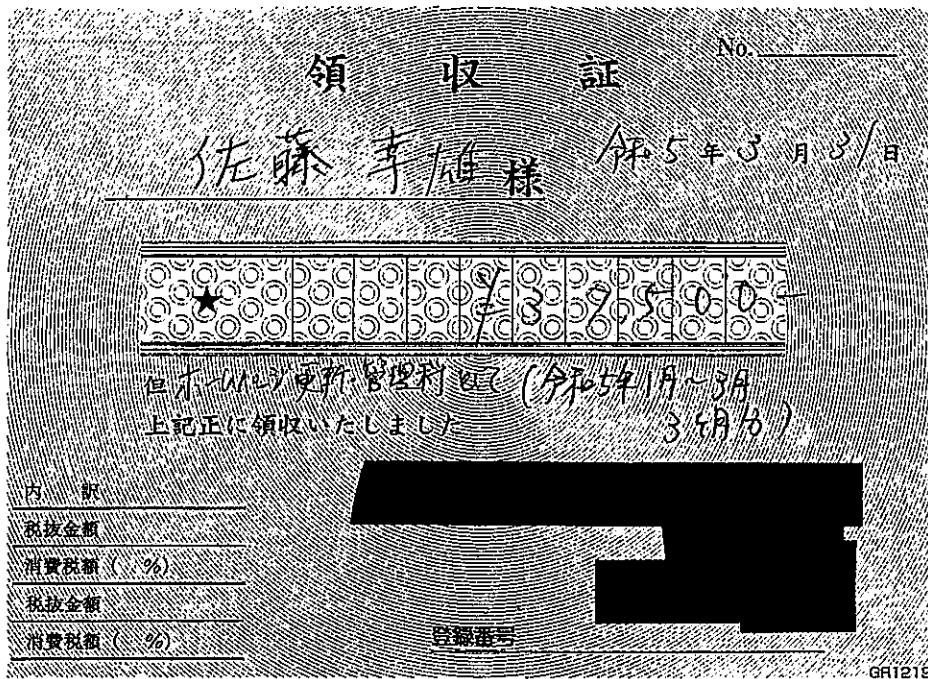 No.
領収証
佐藤 幸雄 様 令和5年3月31日
★ ¥37,500-
但 ホームページ更新・管理料として(令和5年1月~3月
上記正に領収いたしました 3ヶ月分)
内 訳
税抜金額
消費税額( %)
税抜金額
消費税額( %)
登録番号
GR1219